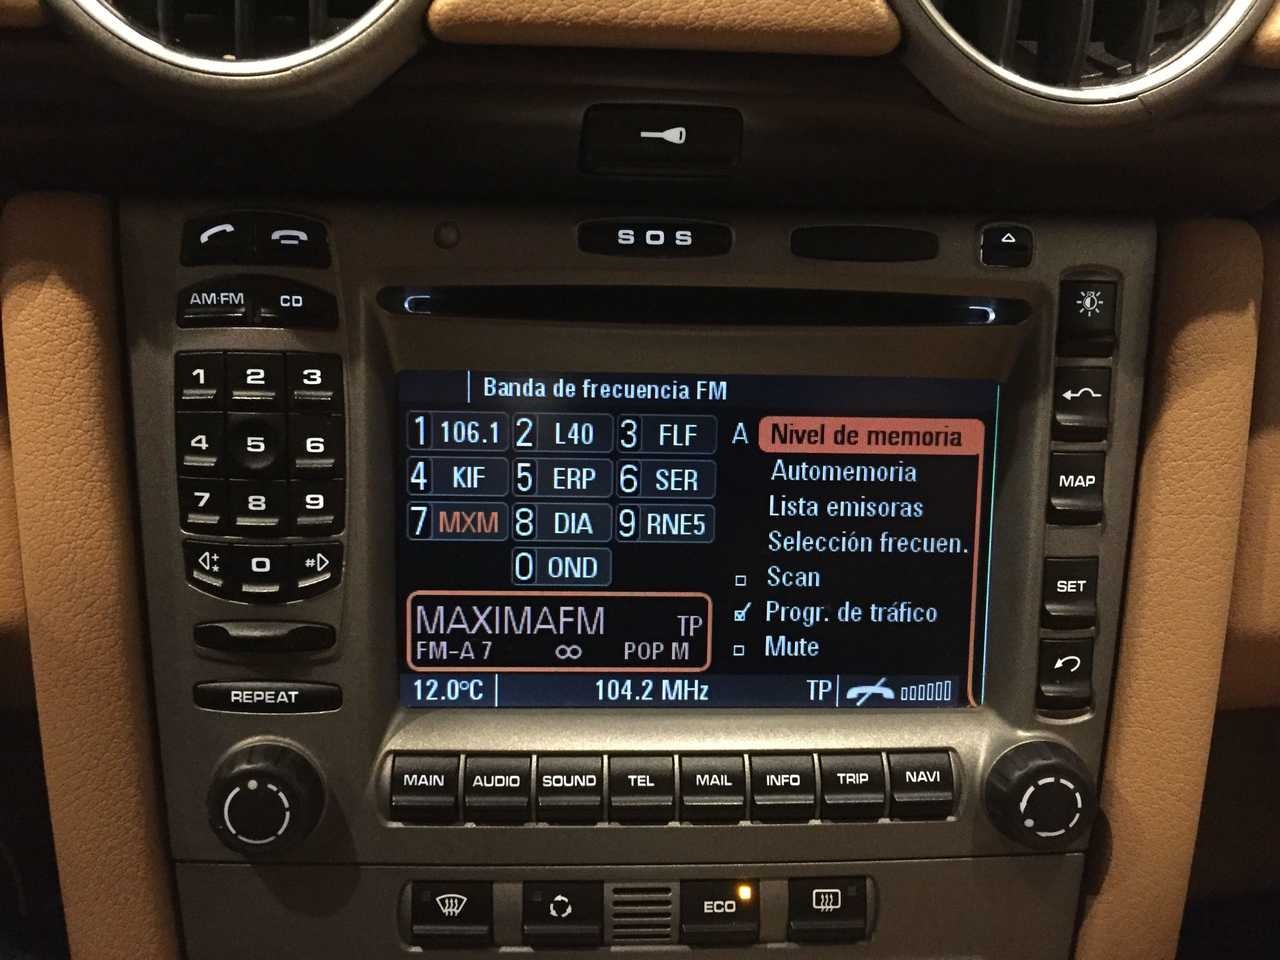 SOS
AM·FM CD
1 2 3
4 5 6
7 8 9
* 0 #
REPEAT
Banda de frecuencia FM
1 106.1 2 L40 3 FLF
4 KIF 5 ERP 6 SER
7 MXM 8 DIA 9 RNE5
0 OND
A Nivel de memoria
Automemoria
Lista emisoras
Selección frecuen.
Scan
Progr. de tráfico
Mute
MAXIMAFM TP
FM-A 7 ∞ POP M
12.0°C 104.2 MHz TP
MAP
SET
MAIN AUDIO SOUND TEL MAIL INFO TRIP NAVI
ECO